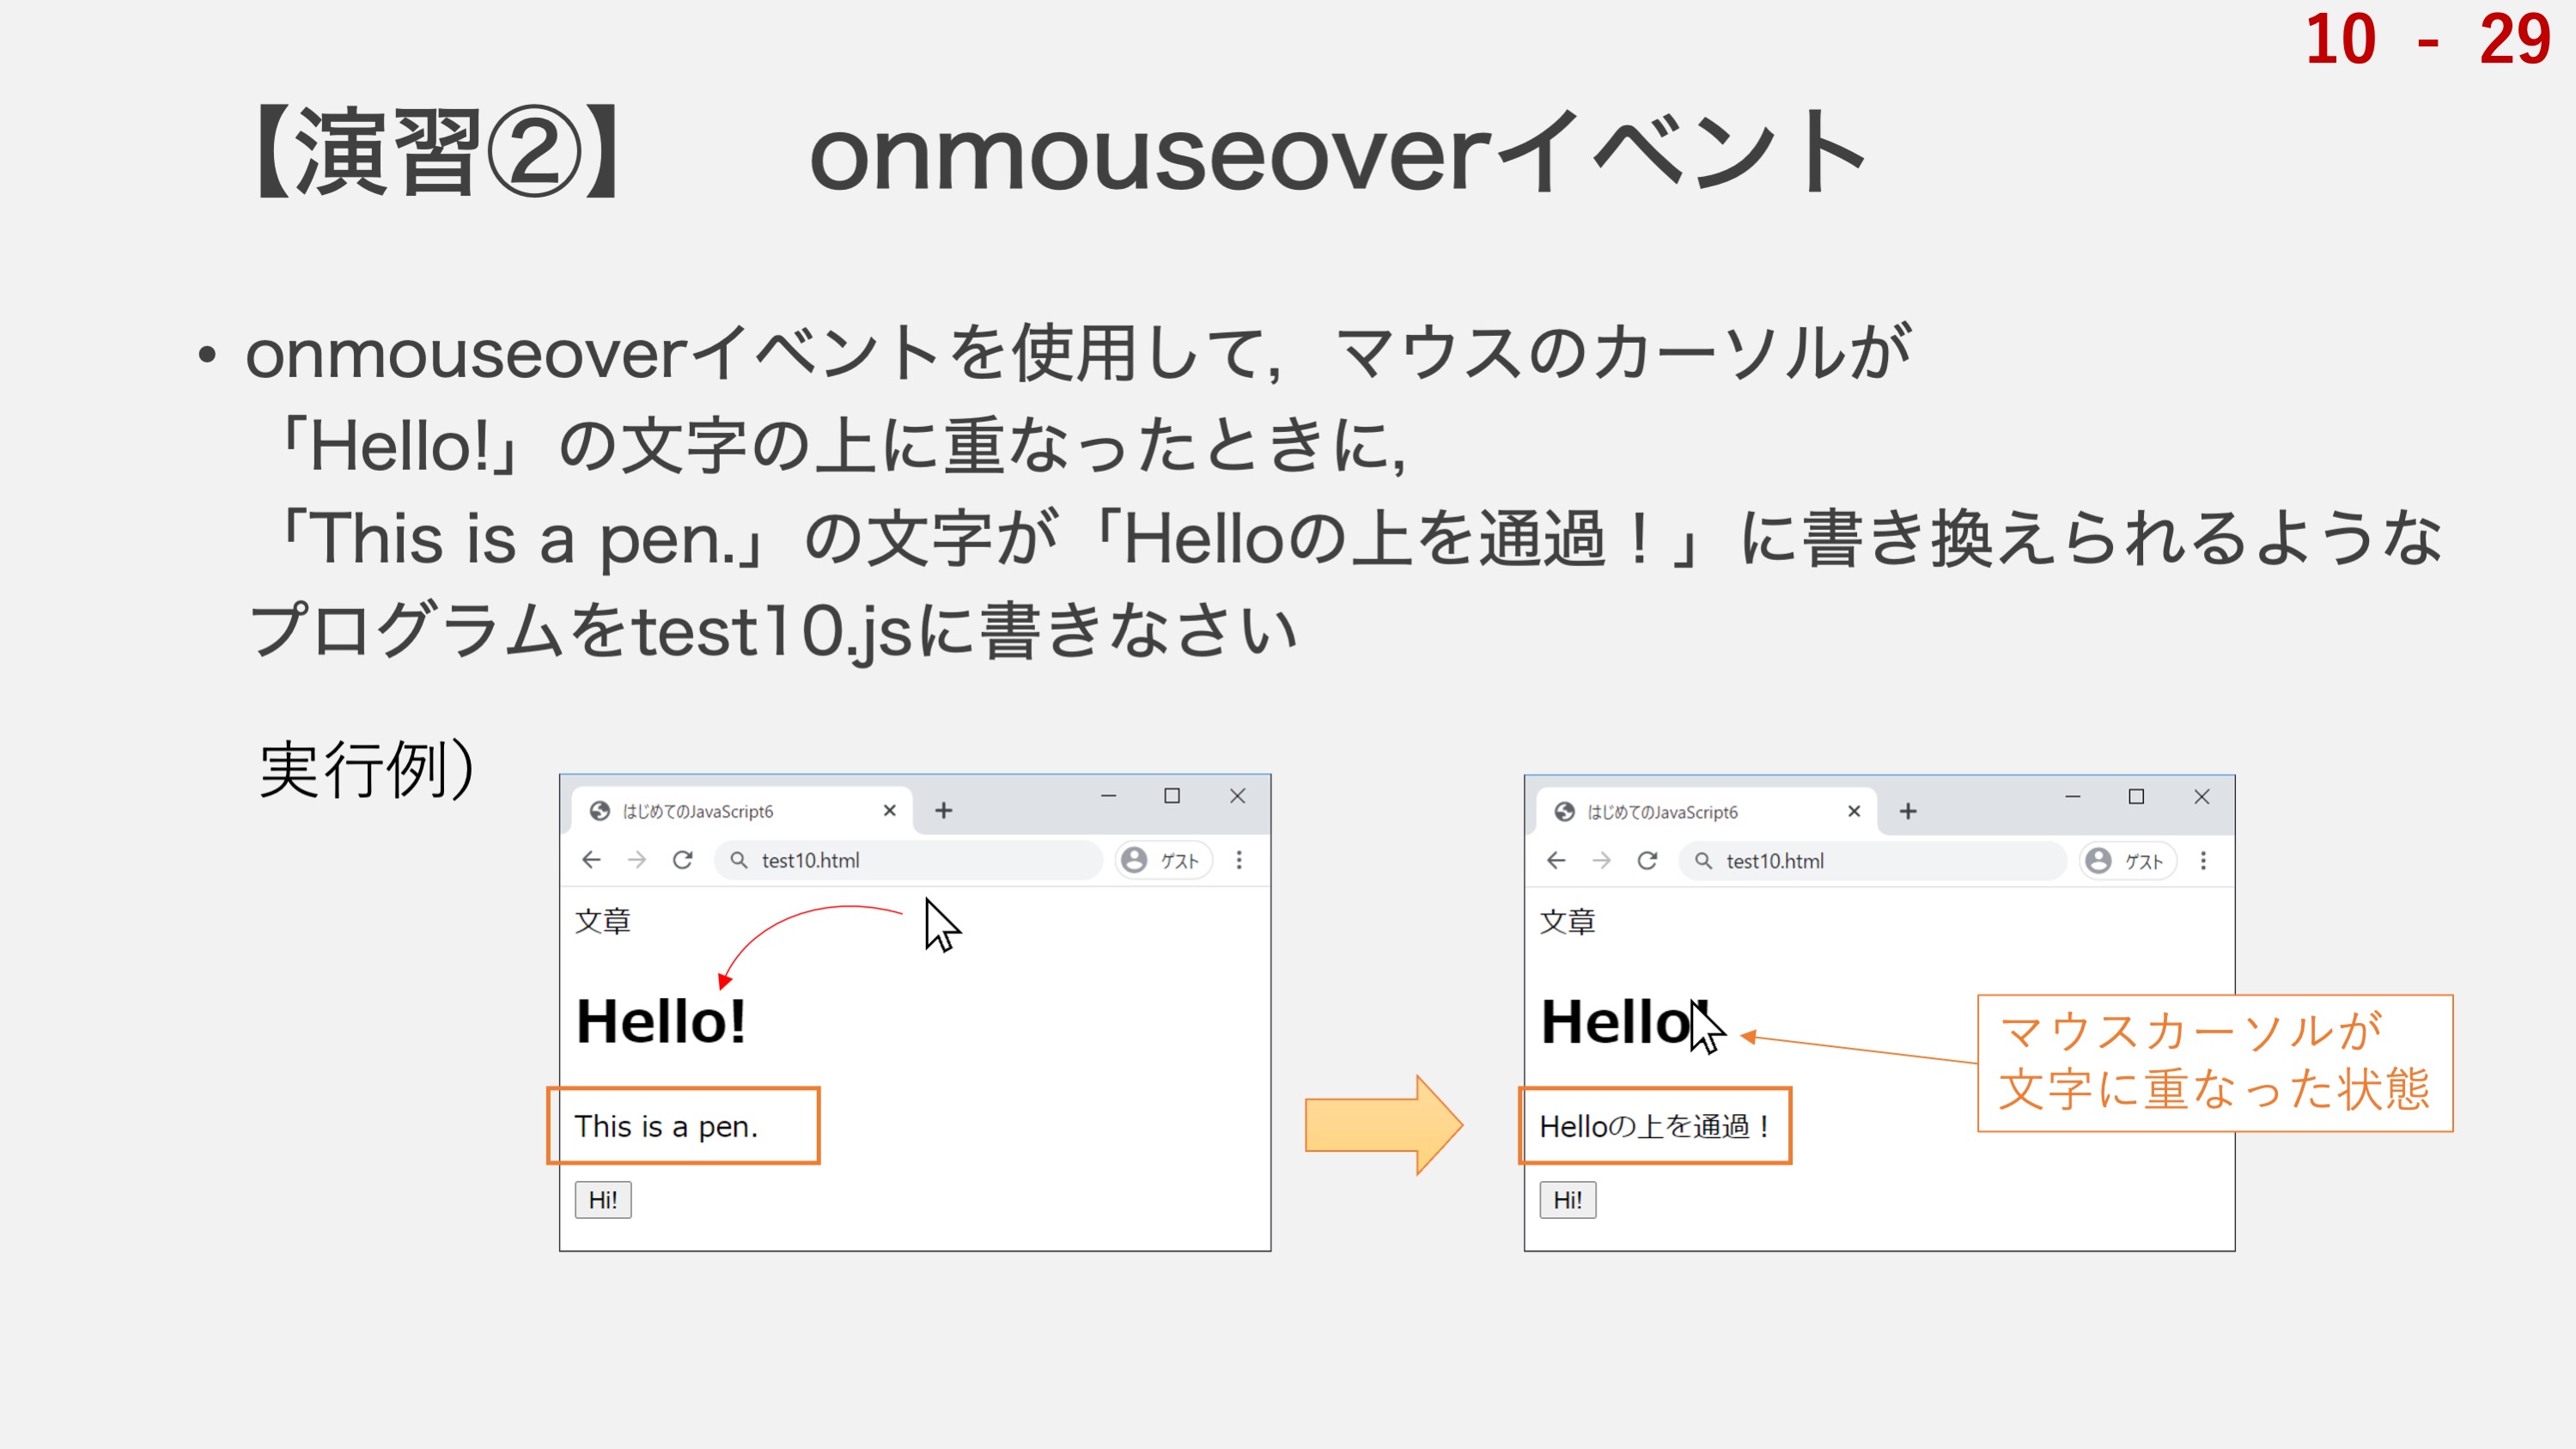 10 - 29
【演習②】　onmouseoverイベント
• onmouseoverイベントを使用して，マウスのカーソルが
「Hello!」の文字の上に重なったときに，
「This is a pen.」の文字が「Helloの上を通過！」に書き換えられるような
プログラムをtest10.jsに書きなさい
実行例）
はじめてのJavaScript6
test10.html
ゲスト
文章
Hello!
This is a pen.
Hi!
はじめてのJavaScript6
test10.html
ゲスト
文章
Hello!
Helloの上を通過！
Hi!
マウスカーソルが
文字に重なった状態